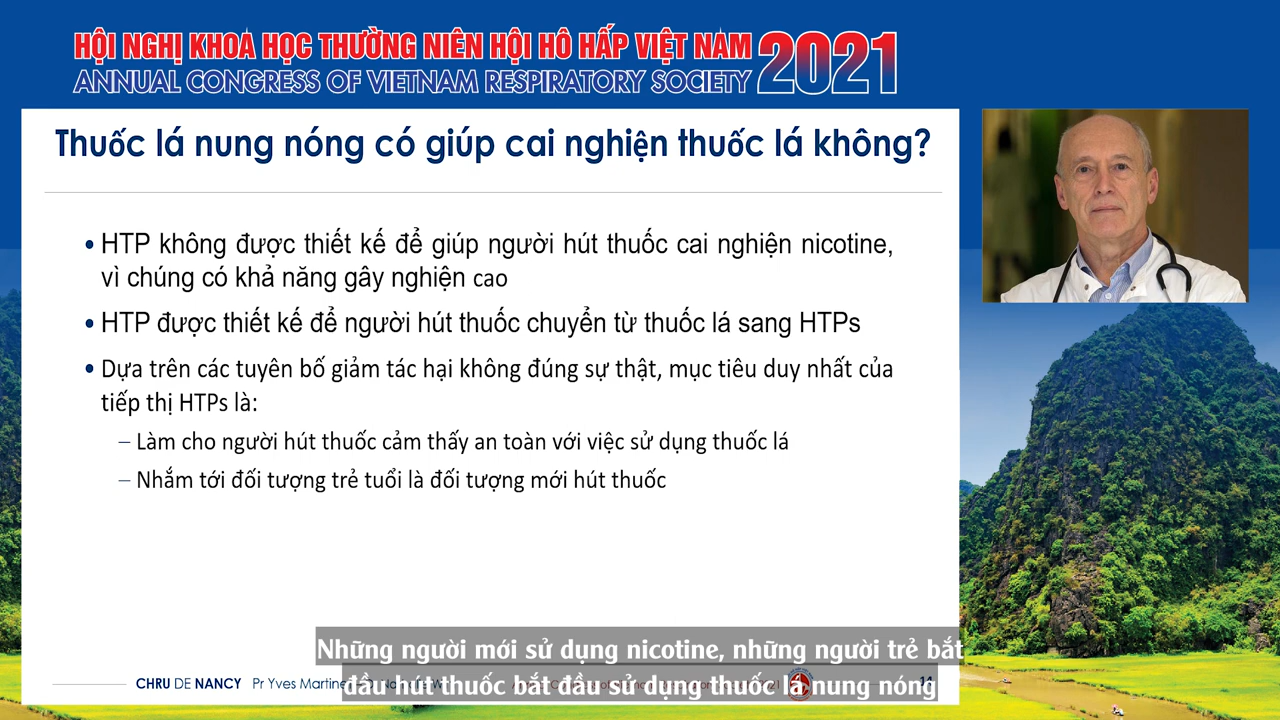 HỘI NGHỊ KHOA HỌC THƯỜNG NIÊN HỘI HÔ HẤP VIỆT NAM 2021
ANNUAL CONGRESS OF VIETNAM RESPIRATORY SOCIETY
Thuốc lá nung nóng có giúp cai nghiện thuốc lá không?
• HTP không được thiết kế để giúp người hút thuốc cai nghiện nicotine,
vì chúng có khả năng gây nghiện cao
• HTP được thiết kế để người hút thuốc chuyển từ thuốc lá sang HTPs
• Dựa trên các tuyên bố giảm tác hại không đúng sự thật, mục tiêu duy nhất của
tiếp thị HTPs là:
– Làm cho người hút thuốc cảm thấy an toàn với việc sử dụng thuốc lá
– Nhắm tới đối tượng trẻ tuổi là đối tượng mới hút thuốc
Những người mới sử dụng nicotine, những người trẻ bắt
đầu hút thuốc bắt đầu sử dụng thuốc lá nung nóng
CHRU DE NANCY Pr Yves Martine